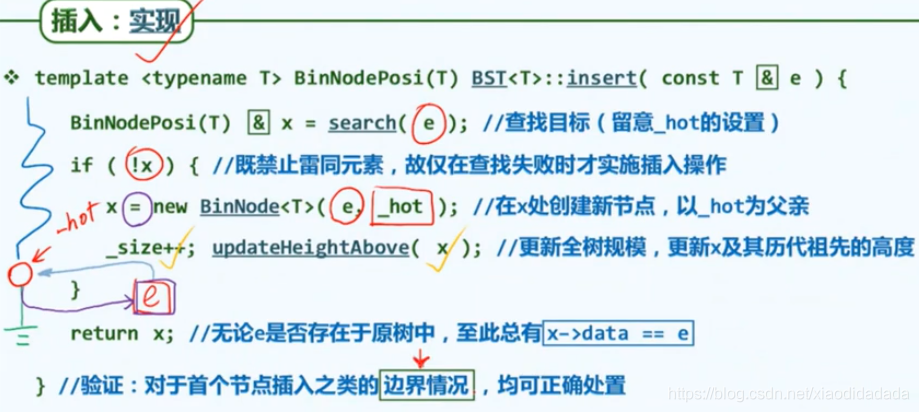 插入：实现
❖ template <typename T> BinNodePosi(T) BST<T>::insert( const T & e ) {
BinNodePosi(T) & x = search( e ); //查找目标（留意_hot的设置）
if ( !x ) { //既禁止雷同元素，故仅在查找失败时才实施插入操作
_hot
x = new BinNode<T>( e, _hot ); //在x处创建新节点，以_hot为父亲
_size++; updateHeightAbove( x ); //更新全树规模，更新x及其历代祖先的高度
}
e
return x; //无论e是否存在于原树中，至此总有x->data == e
} //验证：对于首个节点插入之类的边界情况，均可正确处置
https://blog.csdn.net/xiaodidadada